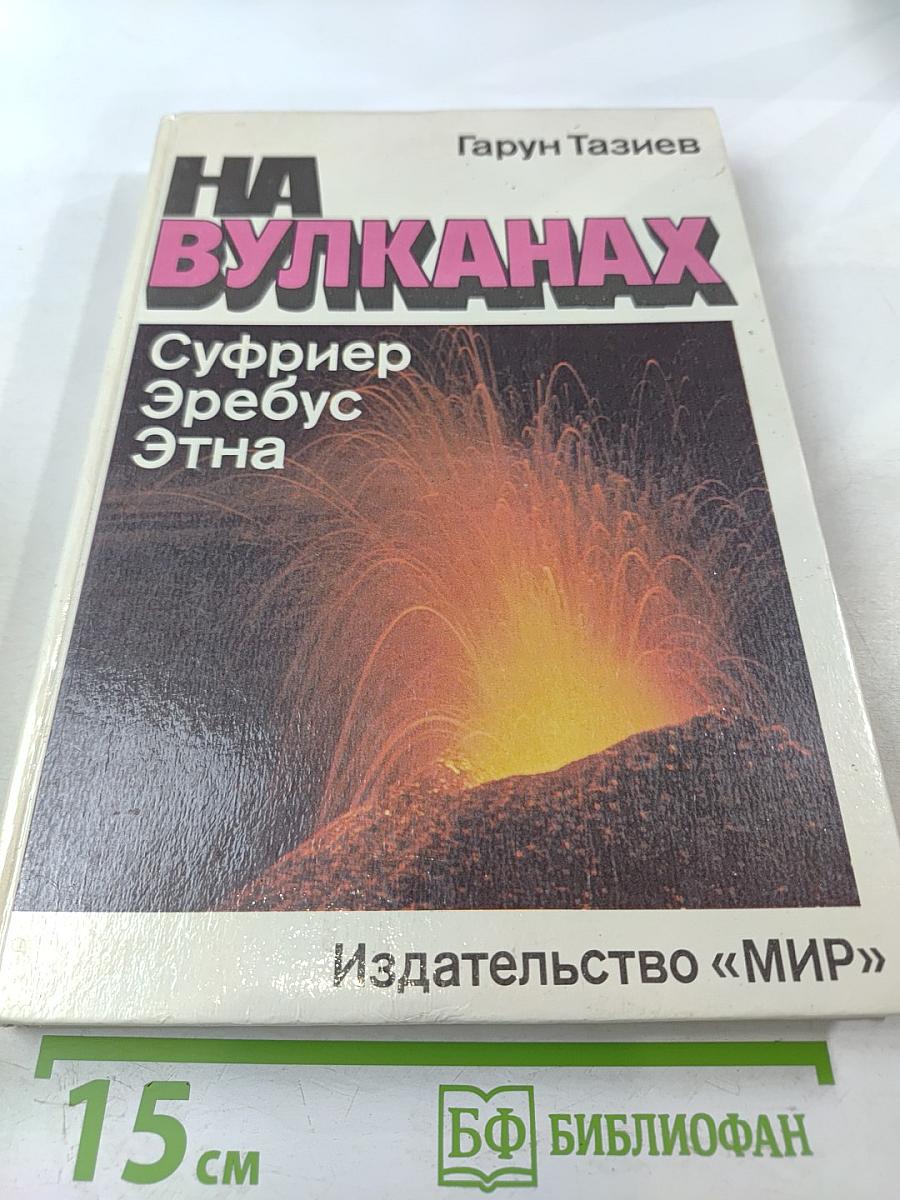 Гарун Тазиев
НА
ВУЛКАНАХ
Суфриер
Эребус
Этна
Издательство «МИР»
15 см
БФ БИБЛИОФАН